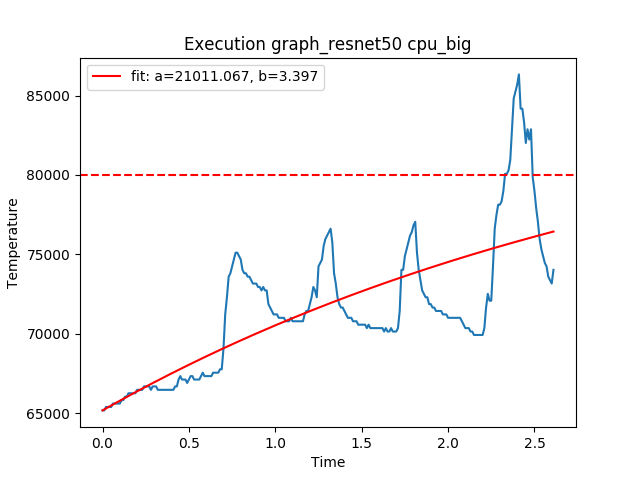 Execution graph_resnet50 cpu_big
fit: a=21011.067, b=3.397
85000
80000
75000
70000
65000
Temperature
0.0 0.5 1.0 1.5 2.0 2.5
Time